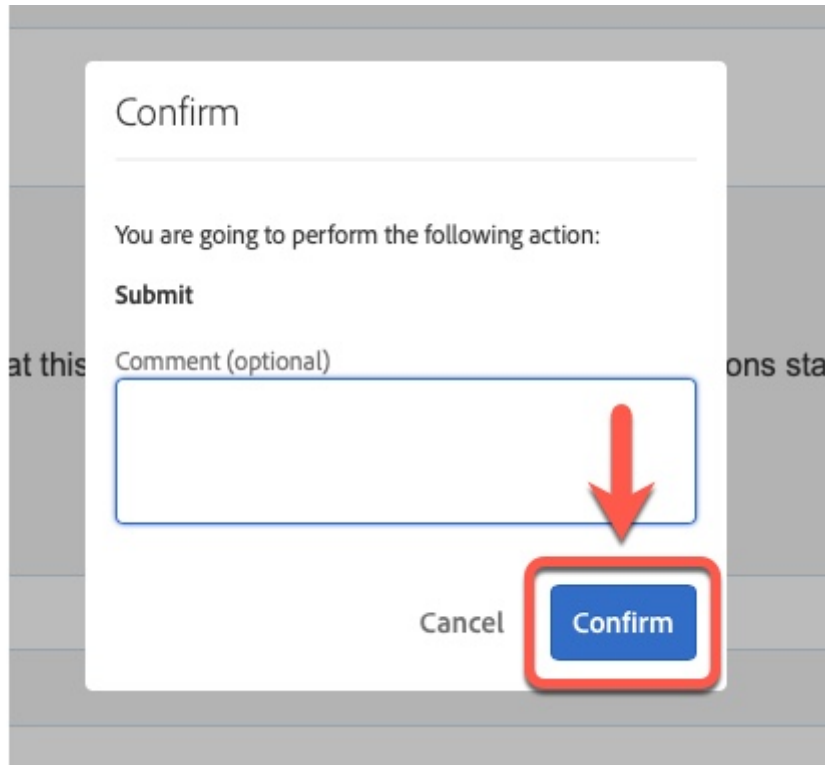 Confirm
You are going to perform the following action:
Submit
at this
Comment (optional)
ons sta
Cancel
Confirm